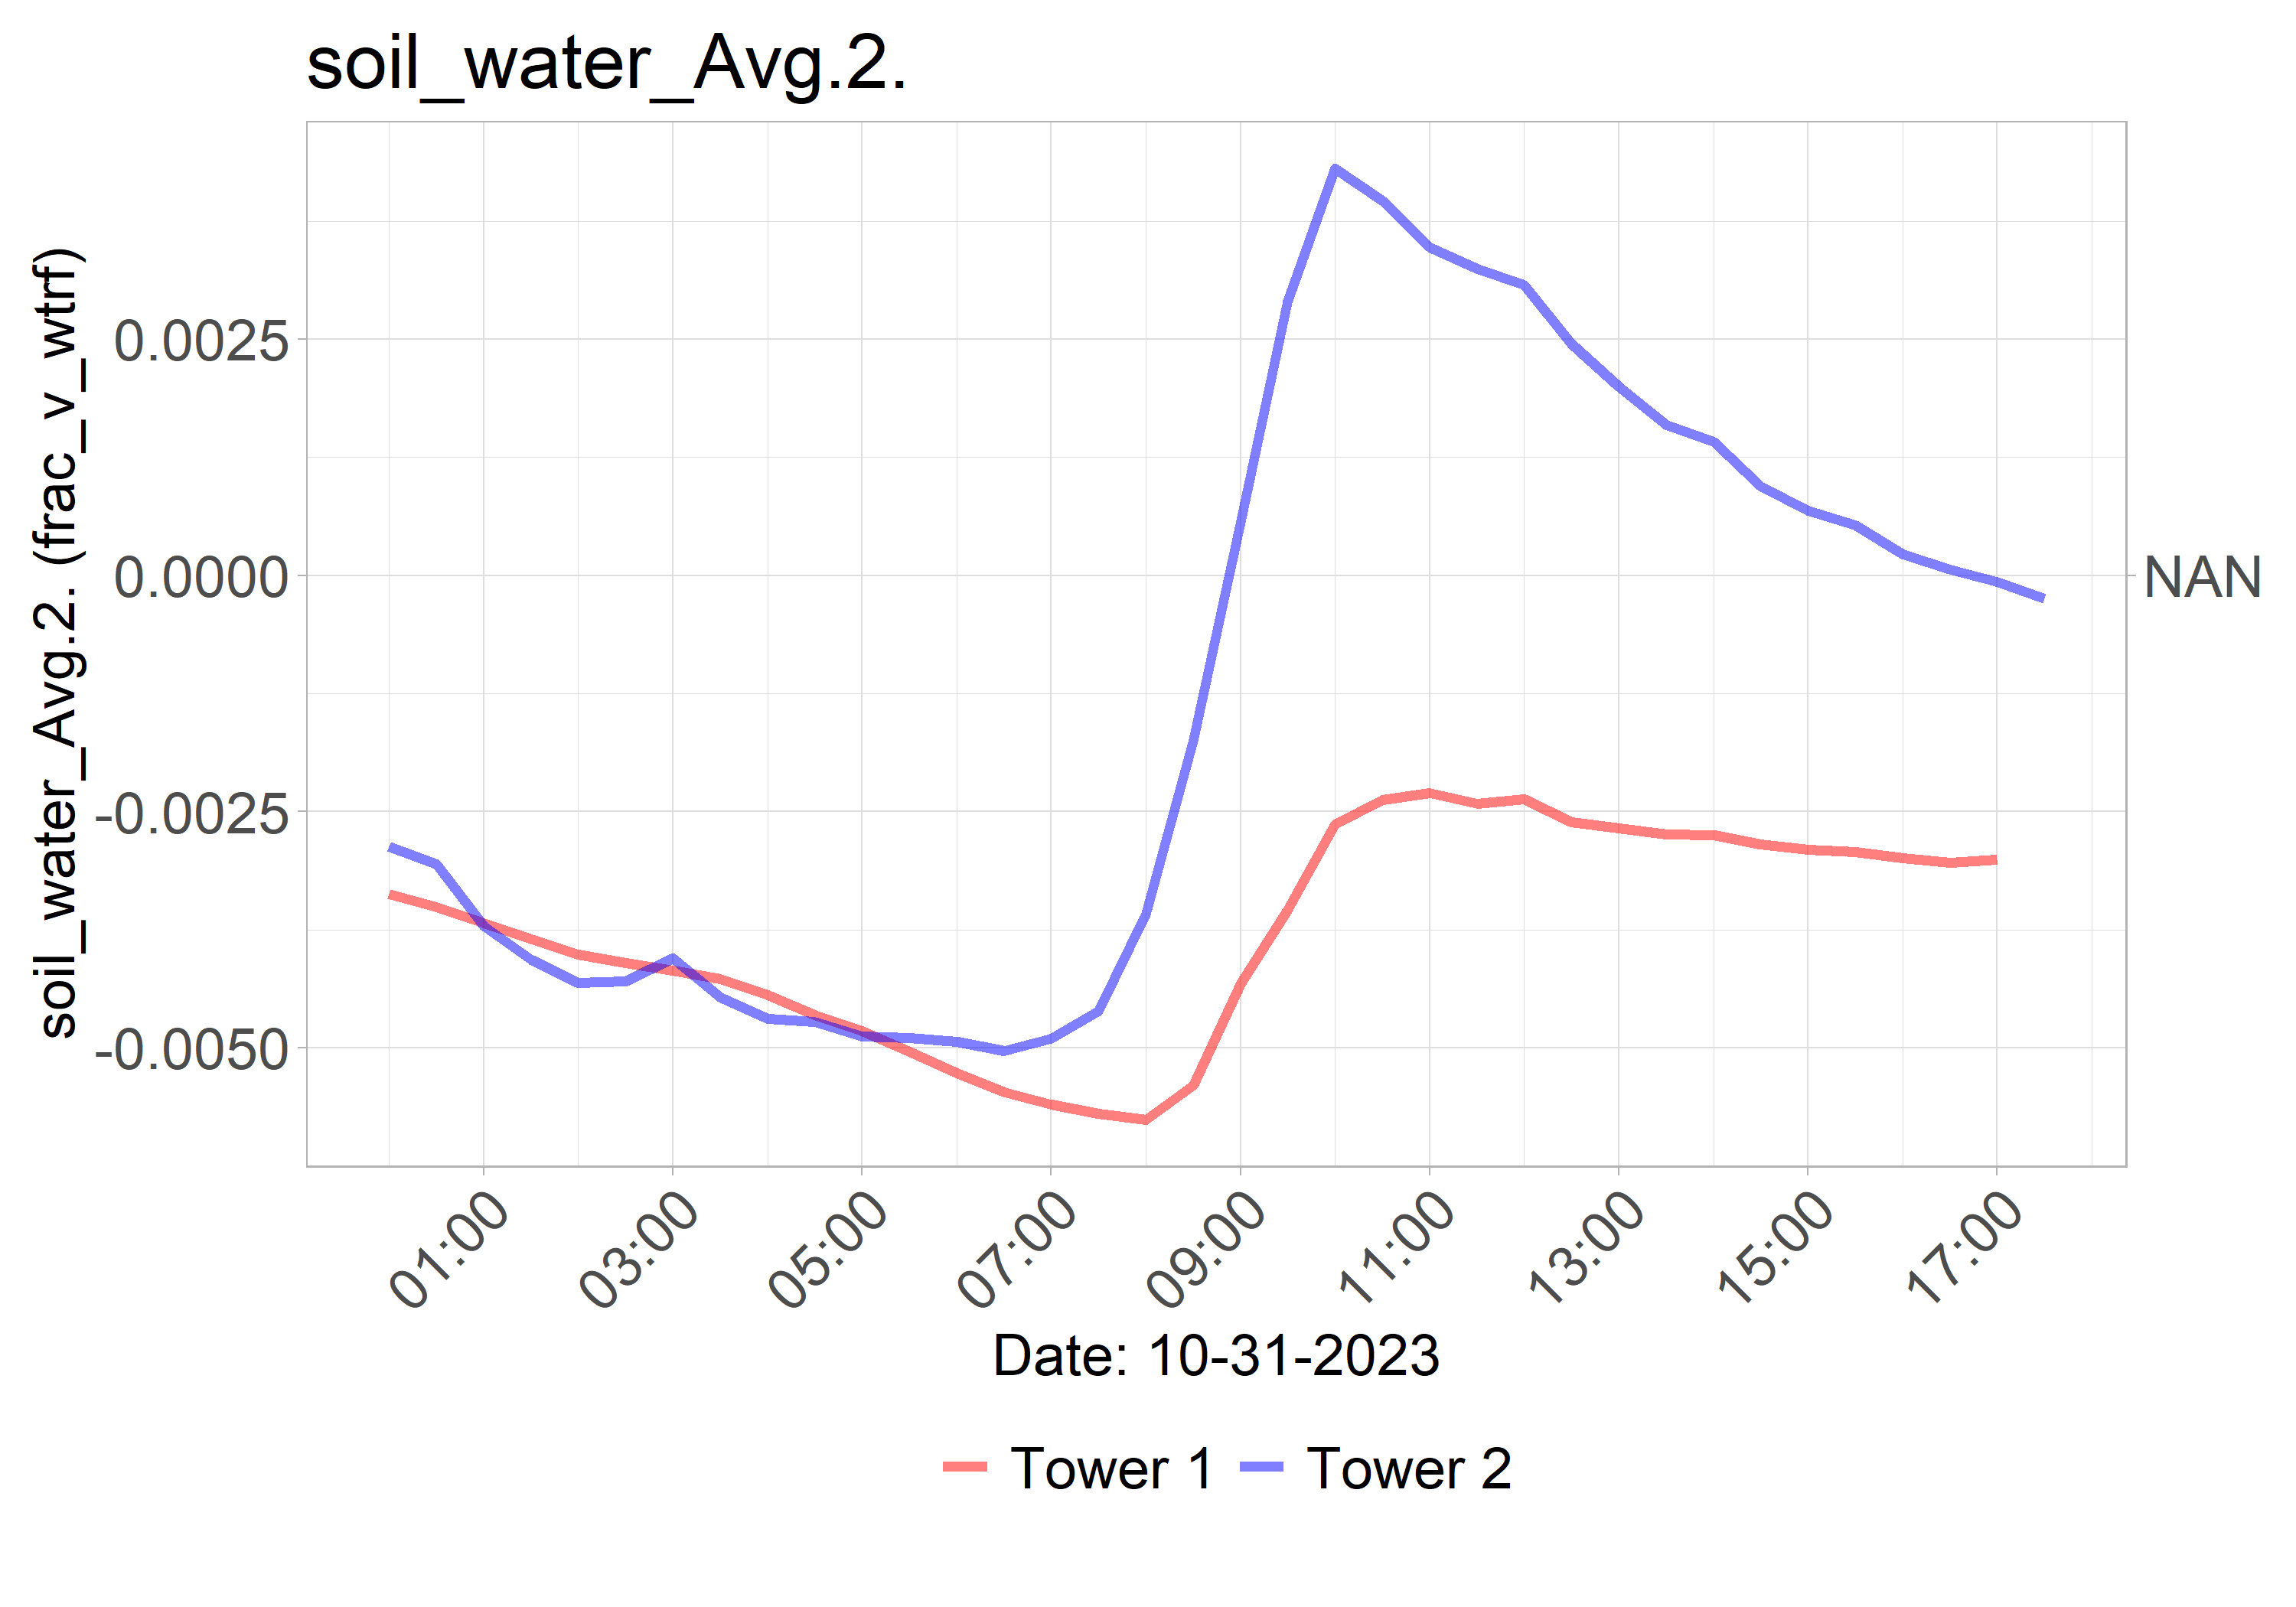 soil_water_Avg.2.
soil_water_Avg.2. (frac_v_wtrf)
0.0025
0.0000
-0.0025
-0.0050
NAN
01:00
03:00
05:00
07:00
09:00
11:00
13:00
15:00
17:00
Date: 10-31-2023
Tower 1
Tower 2